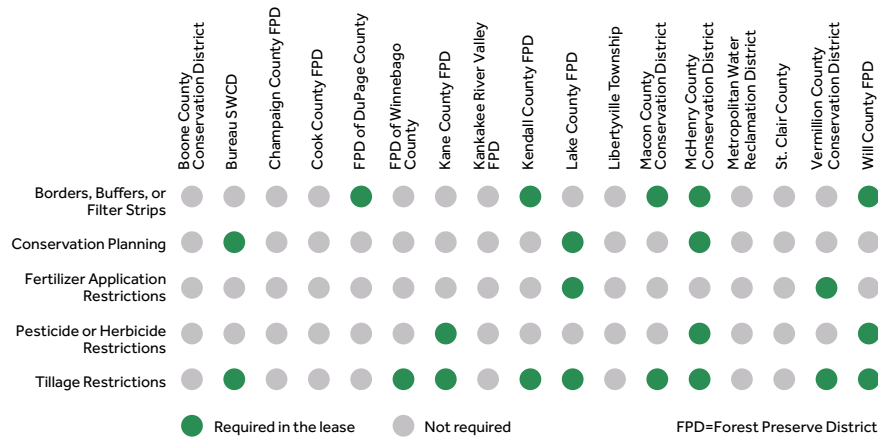 Boone County
Conservation District
Bureau SWCD
Champaign County FPD
Cook County FPD
FPD of DuPage County
FPD of Winnebago
County
Kane County FPD
Kankakee River Valley
FPD
Kendall County FPD
Lake County FPD
Libertyville Township
Macon County
Conservation District
McHenry County
Conservation District
Metropolitan Water
Reclamation District
St. Clair County
Vermillion County
Conservation District
Will County FPD
Borders, Buffers, or
Filter Strips
Conservation Planning
Fertilizer Application
Restrictions
Pesticide or Herbicide
Restrictions
Tillage Restrictions
Required in the lease
Not required
FPD=Forest Preserve District